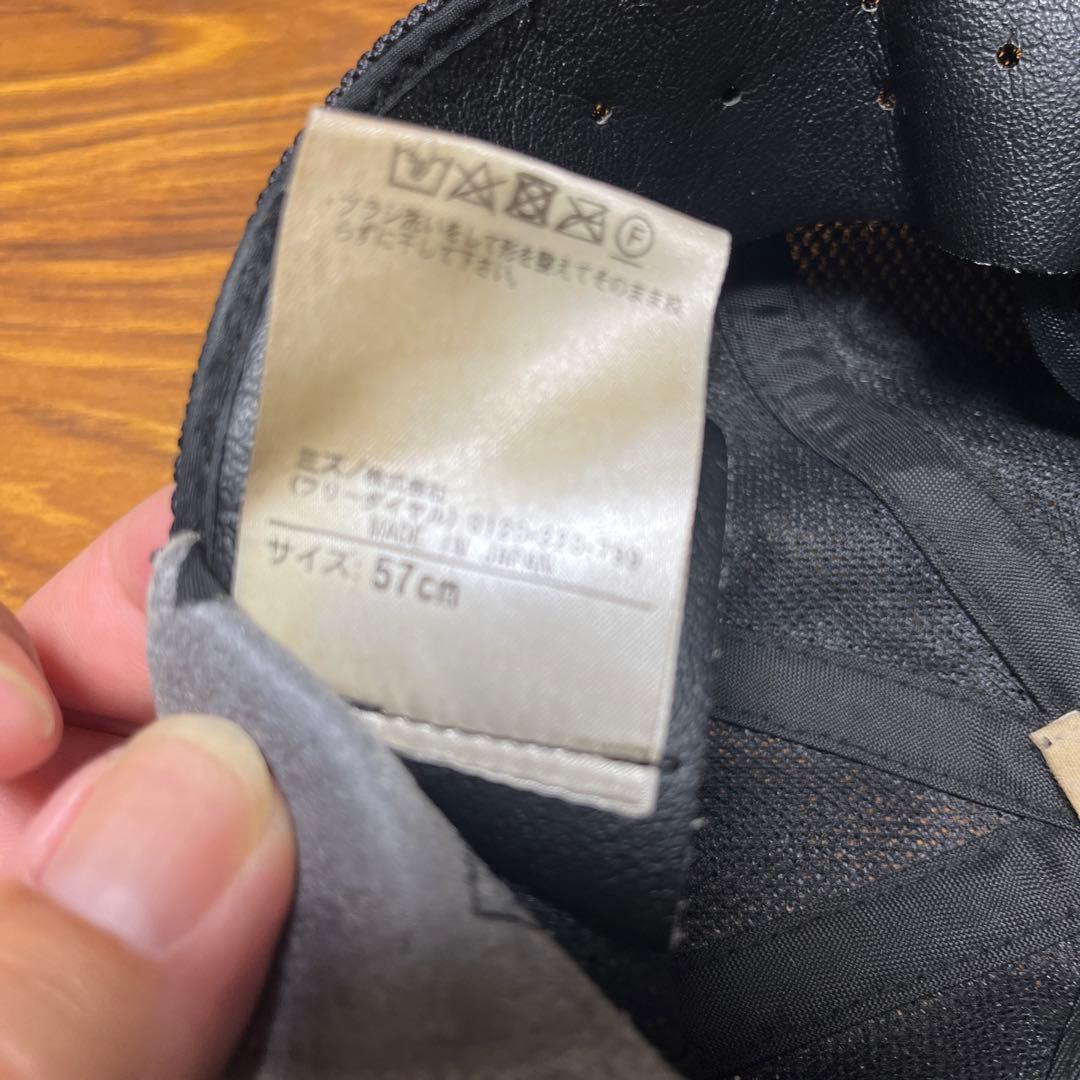 F
・ブラシ洗いをして形を整えてそのまま絞
らずに干して下さい。
ミズノ株式会社
(フリーダイヤル) 0120-320-799
MADE IN JAPAN
サイズ: 57cm